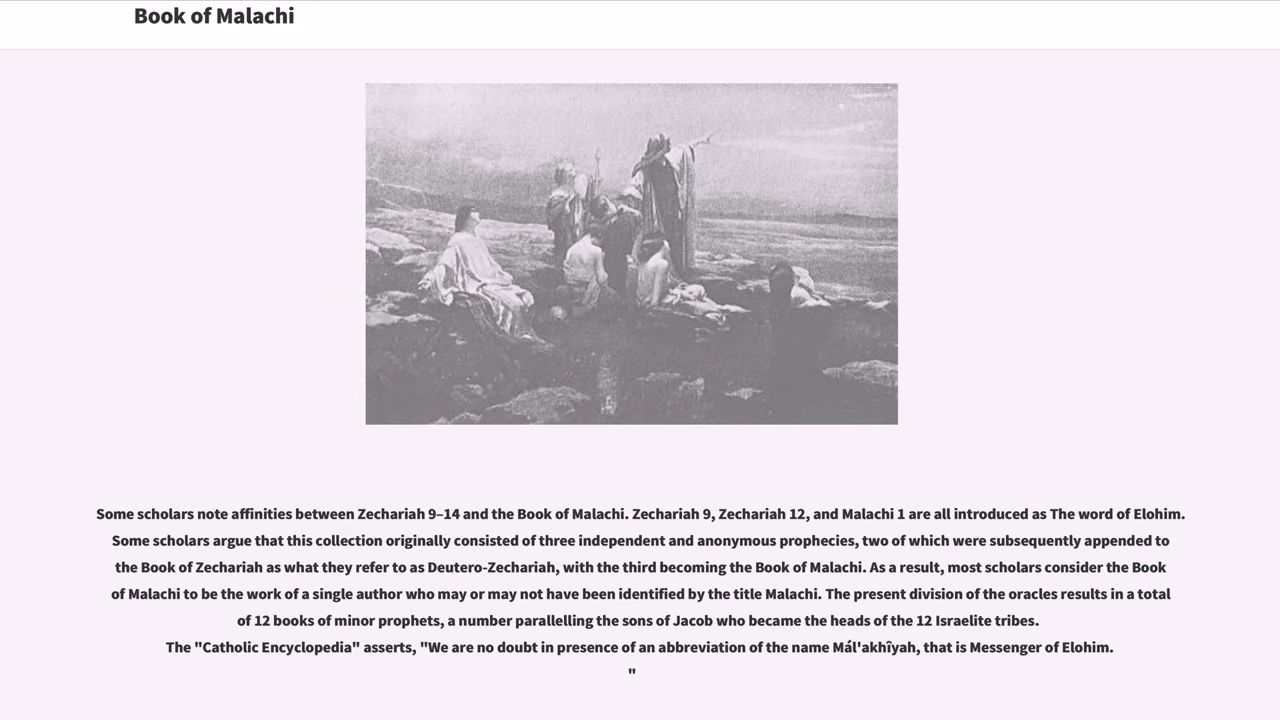 Book of Malachi
Some scholars note affinities between Zechariah 9–14 and the Book of Malachi. Zechariah 9, Zechariah 12, and Malachi 1 are all introduced as The word of Elohim.
Some scholars argue that this collection originally consisted of three independent and anonymous prophecies, two of which were subsequently appended to
the Book of Zechariah as what they refer to as Deutero-Zechariah, with the third becoming the Book of Malachi. As a result, most scholars consider the Book
of Malachi to be the work of a single author who may or may not have been identified by the title Malachi. The present division of the oracles results in a total
of 12 books of minor prophets, a number parallelling the sons of Jacob who became the heads of the 12 Israelite tribes.
The "Catholic Encyclopedia" asserts, "We are no doubt in presence of an abbreviation of the name Mál'akhîyah, that is Messenger of Elohim.
"